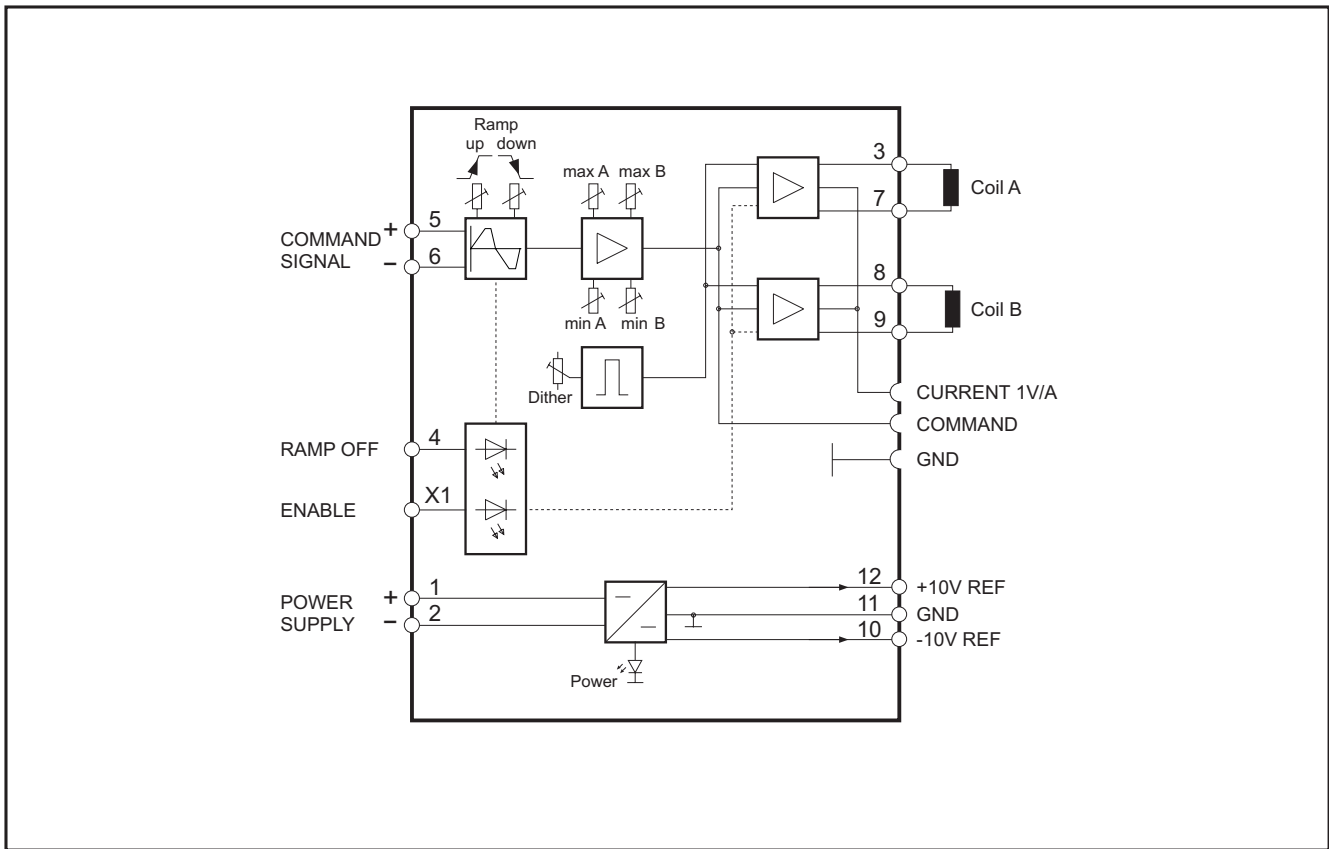 Ramp
up down
max A max B
3
Coil A
7
COMMAND + 5
SIGNAL − 6
min A min B
8
Coil B
9
Dither
CURRENT 1V/A
COMMAND
GND
RAMP OFF 4
ENABLE X1
POWER + 1
SUPPLY − 2
12 +10V REF
11 GND
10 -10V REF
Power